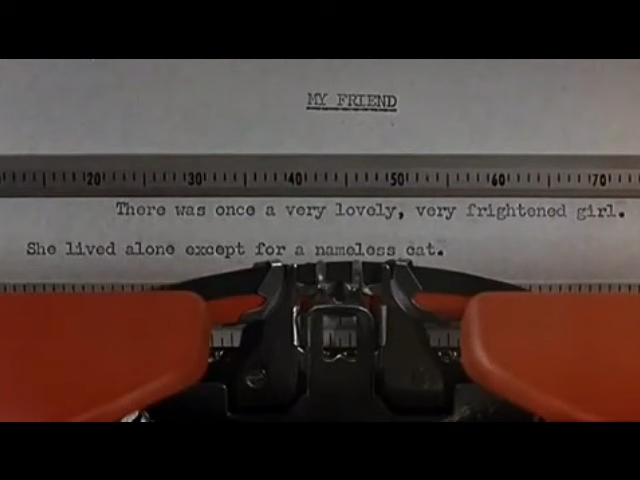 MY FRIEND
20 30 40 50 60 70
There was once a very lovely, very frightened girl.
She lived alone except for a nameless cat.